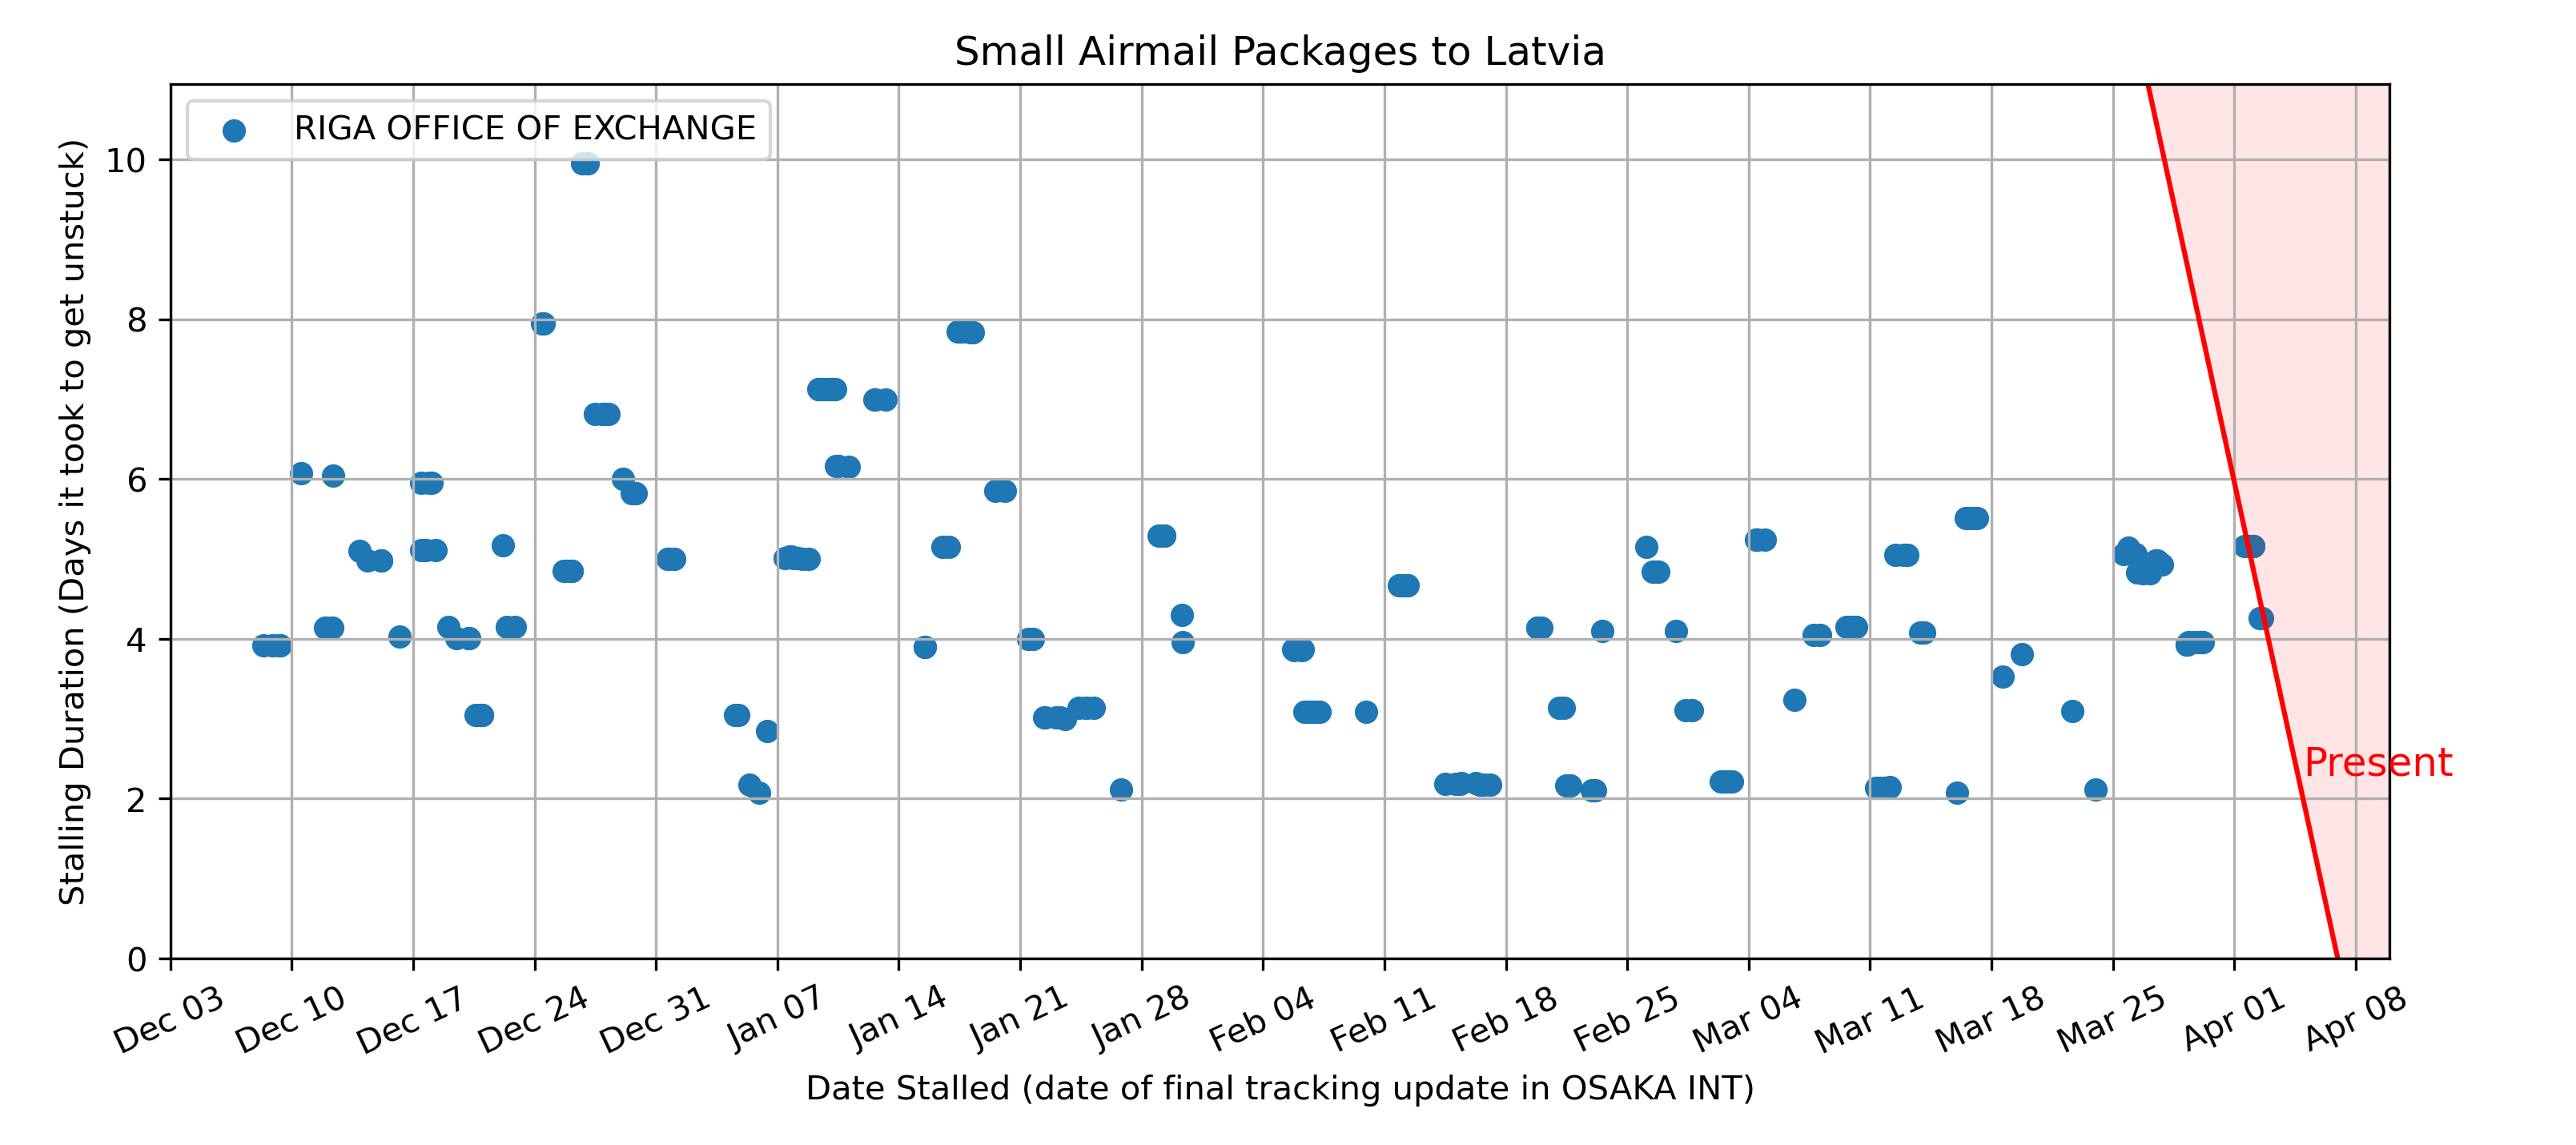 Small Airmail Packages to Latvia
RIGA OFFICE OF EXCHANGE
Stalling Duration (Days it took to get unstuck)
10
8
6
4
2
0
Present
Dec 03
Dec 10
Dec 17
Dec 24
Dec 31
Jan 07
Jan 14
Jan 21
Jan 28
Feb 04
Feb 11
Feb 18
Feb 25
Mar 04
Mar 11
Mar 18
Mar 25
Apr 01
Apr 08
Date Stalled (date of final tracking update in OSAKA INT)